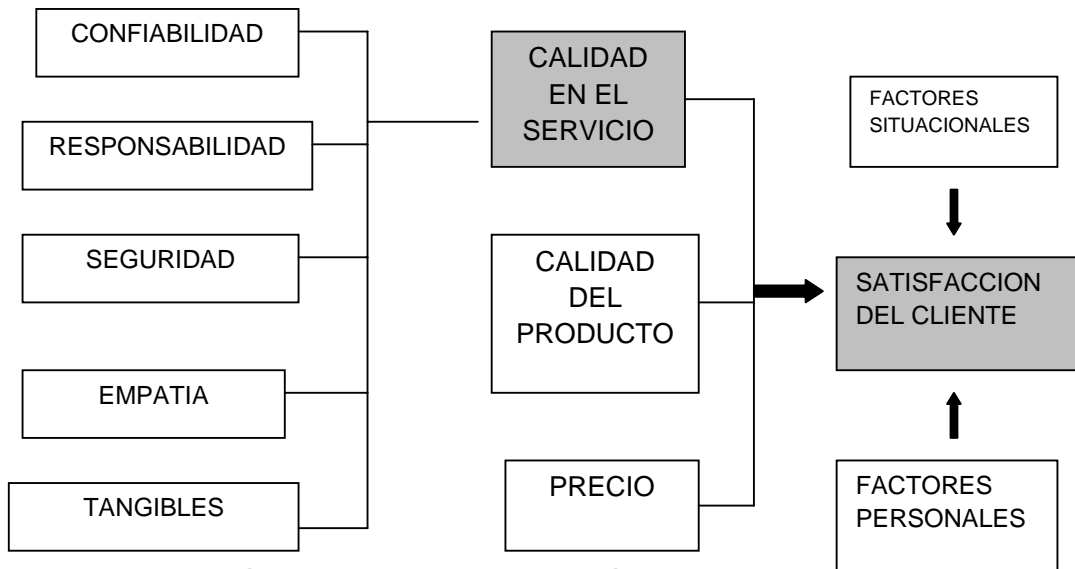 CONFIABILIDAD
RESPONSABILIDAD
SEGURIDAD
EMPATIA
TANGIBLES
CALIDAD
EN EL
SERVICIO
CALIDAD
DEL
PRODUCTO
PRECIO
FACTORES
SITUACIONALES
SATISFACCION
DEL CLIENTE
FACTORES
PERSONALES